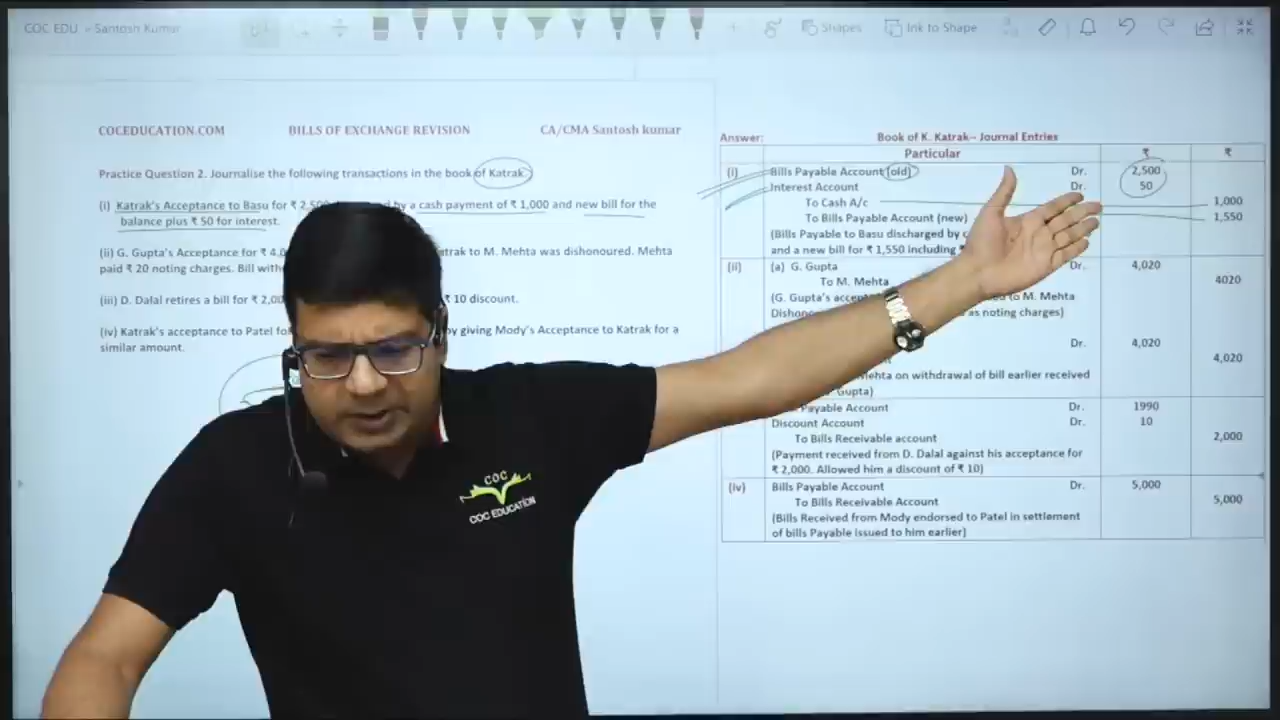 COC EDU - Santosh Kumar
Shapes
Ink to Shape
COCEDUCATION.COM BILLS OF EXCHANGE REVISION CA/CMA Santosh kumar
Practice Question 2. Journalise the following transactions in the book of Katrak.
(i) Katrak's Acceptance to Basu for ₹ 2,500 by a cash payment of ₹ 1,000 and new bill for the
balance plus ₹ 50 for interest.
(ii) G. Gupta's Acceptance for ₹ to M. Mehta was dishonoured. Mehta
paid ₹ 20 noting charges. Bill
(iii) D. Dalal retires a bill for ₹ ₹ 10 discount.
(iv) Katrak's acceptance to Patel by giving Mody's Acceptance to Katrak for a
similar amount.
Answer: Book of K. Katrak– Journal Entries
Particular ₹ ₹
(i) Bills Payable Account (old) Dr. 2,500
Interest Account Dr. 50
To Cash A/c 1,000
To Bills Payable Account (new) 1,550
(Bills Payable to Basu discharged by
and a new bill for ₹ 1,550 including
(ii) (a) G. Gupta Dr. 4,020
To M. Mehta 4020
(G. Gupta's to M. Mehta
as noting charges)
Dr. 4,020
4,020
on withdrawal of bill earlier received
Gupta)
Payable Account Dr. 1990
Discount Account Dr. 10
To Bills Receivable account 2,000
(Payment received from D. Dalal against his acceptance for
₹ 2,000. Allowed him a discount of ₹ 10)
(iv) Bills Payable Account Dr. 5,000
To Bills Receivable Account 5,000
(Bills Received from Mody endorsed to Patel in settlement
of bills Payable issued to him earlier)
COC
COC EDUCATION